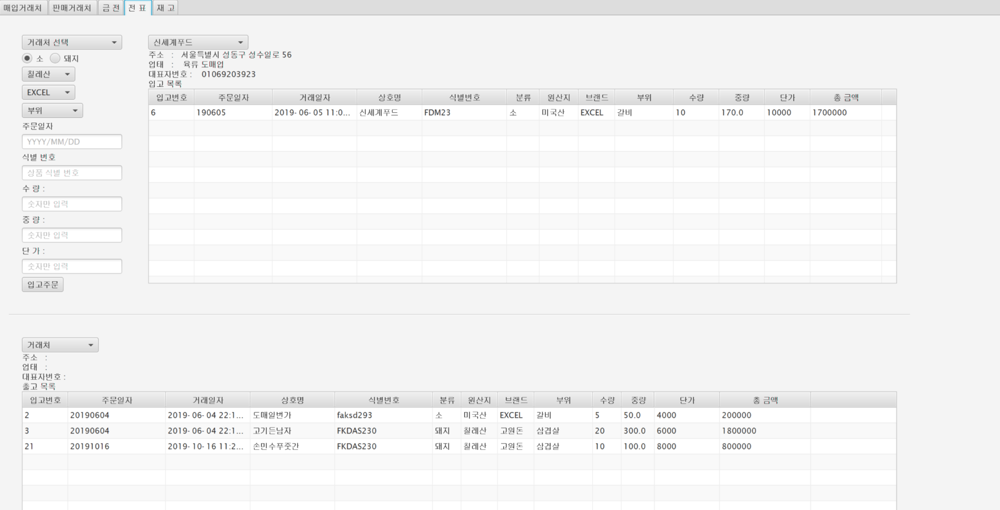 매입거래처 판매거래처 금 전 전 표 재 고
거래처 선택
소 돼지
칠레산
EXCEL
부위
주문일자
YYYY/MM/DD
식별 번호
상품 식별 번호
수 량 :
숫자만 입력
중 량 :
숫자만 입력
단 가 :
숫자만 입력
입고주문
신세계푸드
주소 : 서울특별시 성동구 성수일로 56
업태 : 육류 도매업
대표자번호 : 01069203923
입고 목록
입고번호 주문일자 거래일자 상호명 식별번호 분류 원산지 브랜드 부위 수량 중량 단가 총 금액
6 190605 2019-06-05 11:0... 신세계푸드 FDM23 소 미국산 EXCEL 갈비 10 170.0 10000 1700000
거래처
주소 :
업태 :
대표자번호 :
출고 목록
입고번호 주문일자 거래일자 상호명 식별번호 분류 원산지 브랜드 부위 수량 중량 단가 총 금액
2 20190604 2019-06-04 22:1... 도매일번가 faksd293 소 미국산 EXCEL 갈비 5 50.0 4000 200000
3 20190604 2019-06-04 22:1... 고기든남자 FKDAS230 돼지 칠레산 고원돈 삼겹살 20 300.0 6000 1800000
21 20191016 2019-10-16 11:2... 손민수푸줏간 FKDAS230 돼지 칠레산 고원돈 삼겹살 10 100.0 8000 800000